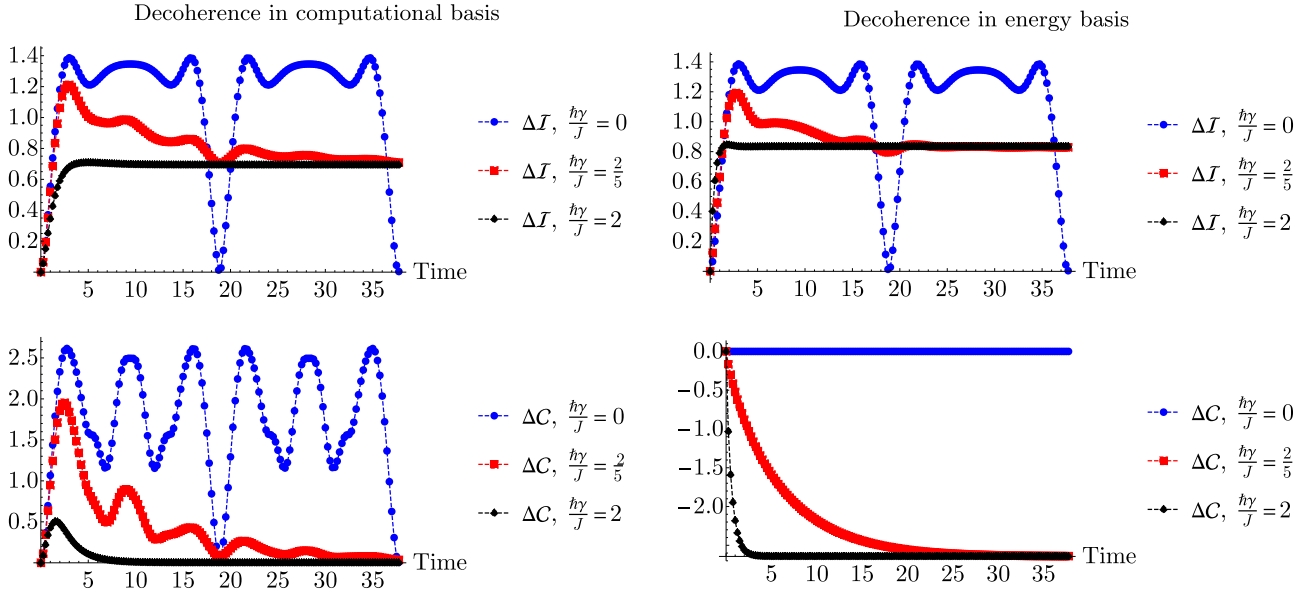 Decoherence in computational basis
1.4
1.2
1.0
0.8
0.6
0.4
0.2
5 10 15 20 25 30 35
Time
Δℐ, ℏγ/J = 0
Δℐ, ℏγ/J = 2/5
Δℐ, ℏγ/J = 2
Decoherence in energy basis
1.4
1.2
1.0
0.8
0.6
0.4
0.2
5 10 15 20 25 30 35
Time
Δℐ, ℏγ/J = 0
Δℐ, ℏγ/J = 2/5
Δℐ, ℏγ/J = 2
2.5
2.0
1.5
1.0
0.5
5 10 15 20 25 30 35
Time
Δ𝒞, ℏγ/J = 0
Δ𝒞, ℏγ/J = 2/5
Δ𝒞, ℏγ/J = 2
0.0
-0.5
-1.0
-1.5
-2.0
5 10 15 20 25 30 35
Time
Δ𝒞, ℏγ/J = 0
Δ𝒞, ℏγ/J = 2/5
Δ𝒞, ℏγ/J = 2